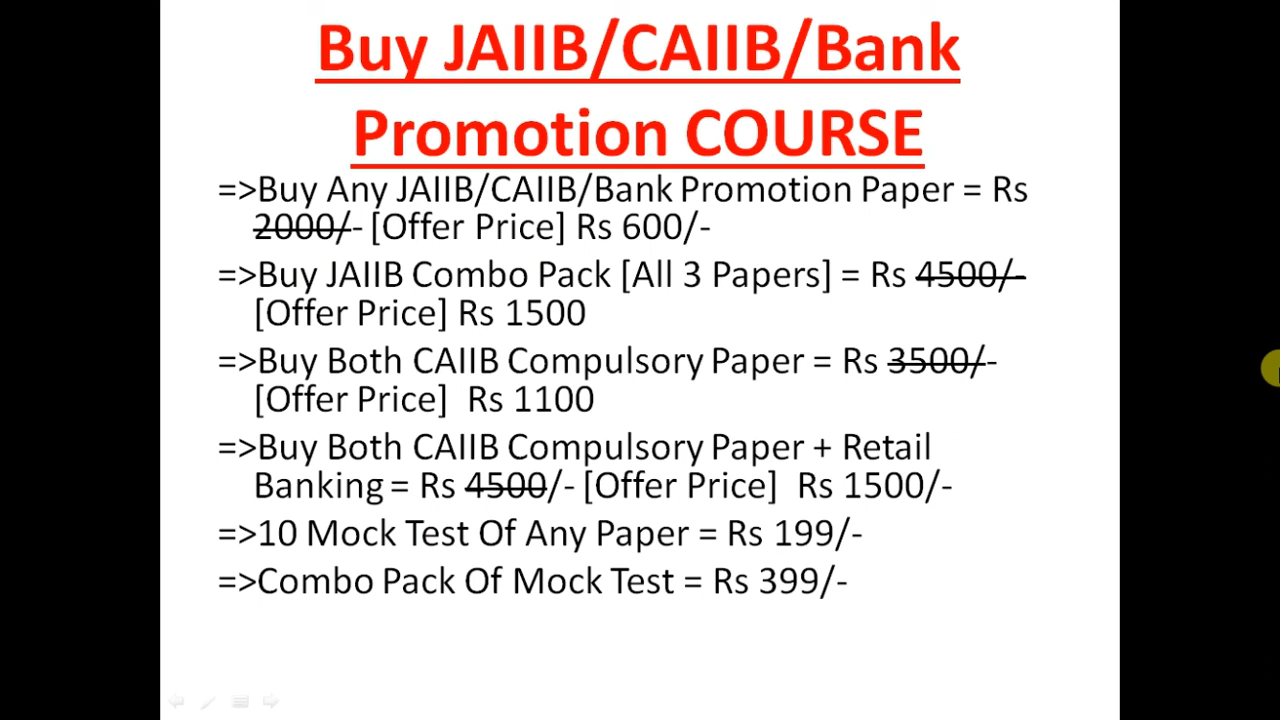 Buy JAIIB/CAIIB/Bank
Promotion COURSE
=>Buy Any JAIIB/CAIIB/Bank Promotion Paper = Rs
2000/- [Offer Price] Rs 600/-
=>Buy JAIIB Combo Pack [All 3 Papers] = Rs 4500/-
[Offer Price] Rs 1500
=>Buy Both CAIIB Compulsory Paper = Rs 3500/-
[Offer Price]  Rs 1100
=>Buy Both CAIIB Compulsory Paper + Retail
Banking = Rs 4500/- [Offer Price]  Rs 1500/-
=>10 Mock Test Of Any Paper = Rs 199/-
=>Combo Pack Of Mock Test = Rs 399/-